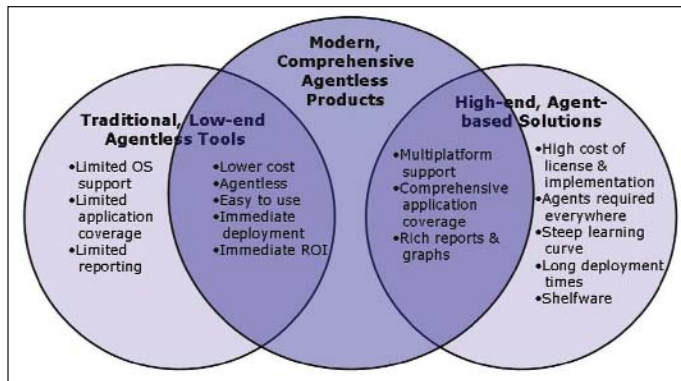 Modern,
Comprehensive
Agentless
Products
Traditional, Low-end
Agentless Tools
•Limited OS
support
•Limited
application
coverage
•Limited
reporting
•Lower cost
•Agentless
•Easy to use
•Immediate
deployment
•Immediate ROI
•Multiplatform
support
•Comprehensive
application
coverage
•Rich reports &
graphs
High-end, Agent-
based Solutions
•High cost of
license &
implementation
•Agents required
everywhere
•Steep learning
curve
•Long deployment
times
•Shelfware